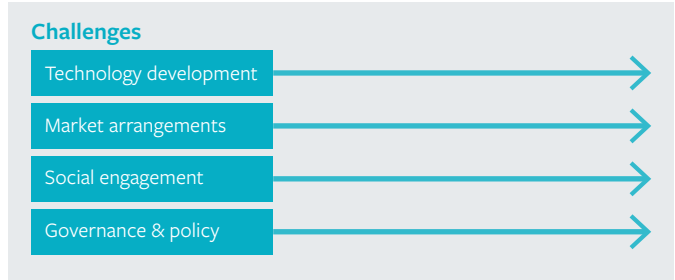 Challenges
Technology development
Market arrangements
Social engagement
Governance & policy